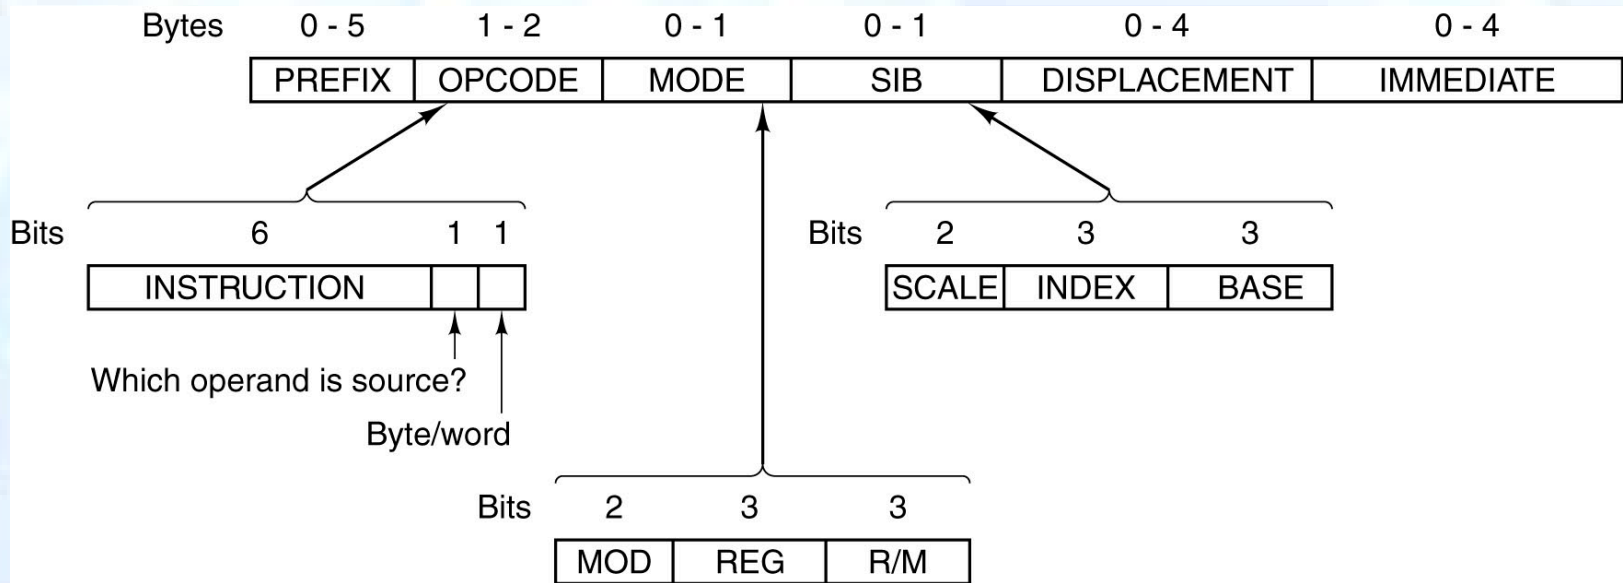 Bytes 0 - 5 1 - 2 0 - 1 0 - 1 0 - 4 0 - 4
PREFIX OPCODE MODE SIB DISPLACEMENT IMMEDIATE
Bits 6 1 1 Bits 2 3 3
INSTRUCTION SCALE INDEX BASE
Which operand is source?
Byte/word
Bits 2 3 3
MOD REG R/M